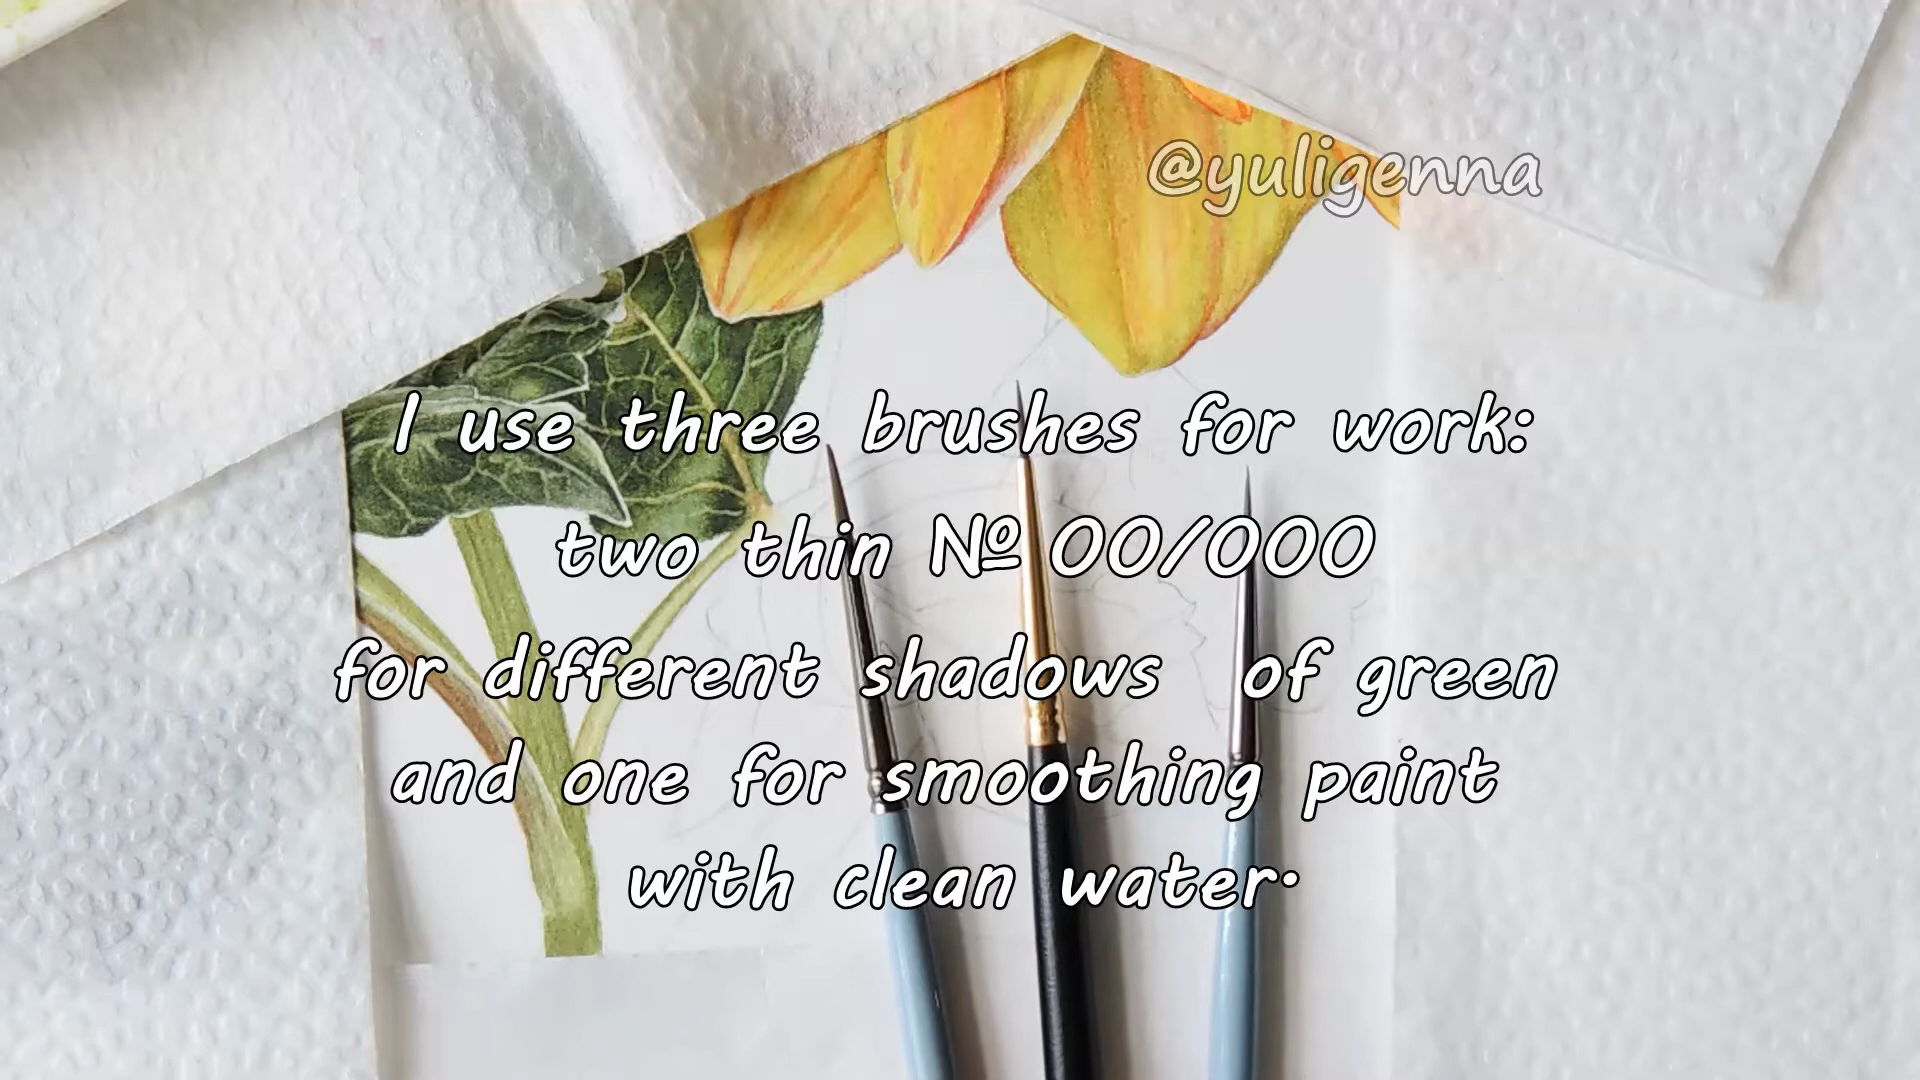 @yuligenna
I use three brushes for work:
two thin № 00/000
for different shadows of green
and one for smoothing paint
with clean water.